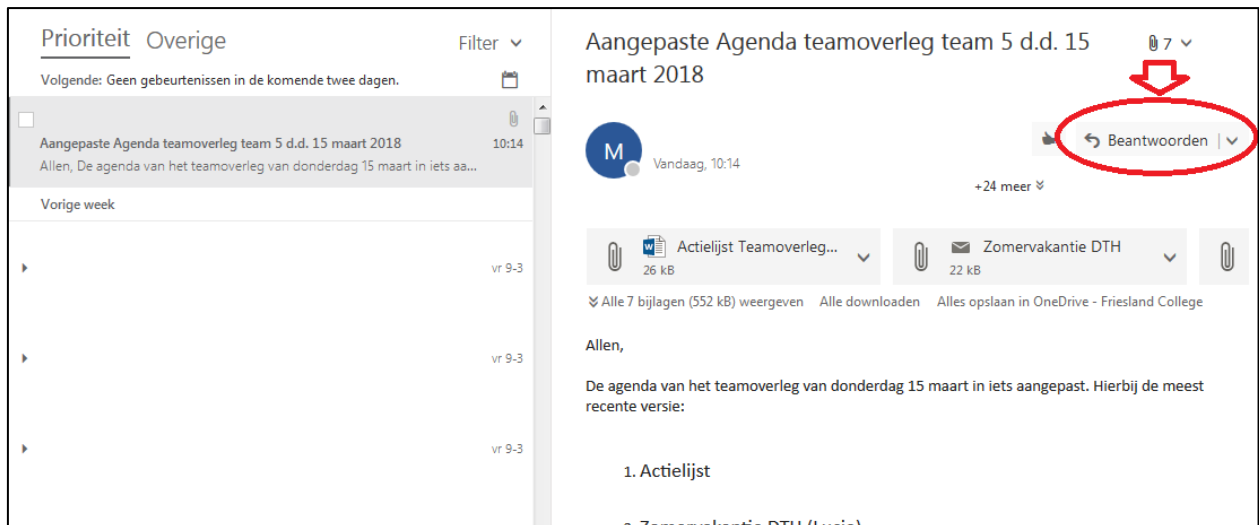 Prioriteit Overige Filter
Volgende: Geen gebeurtenissen in de komende twee dagen.
Aangepaste Agenda teamoverleg team 5 d.d. 15 maart 2018 10:14
Allen, De agenda van het teamoverleg van donderdag 15 maart in iets aa...
Vorige week
vr 9-3
vr 9-3
vr 9-3
Aangepaste Agenda teamoverleg team 5 d.d. 15
maart 2018
7
Beantwoorden
M
Vandaag, 10:14
+24 meer
Actielijst Teamoverleg...
26 kB
Zomervakantie DTH
22 kB
Alle 7 bijlagen (552 kB) weergeven Alle downloaden Alles opslaan in OneDrive - Friesland College
Allen,
De agenda van het teamoverleg van donderdag 15 maart in iets aangepast. Hierbij de meest
recente versie:
1. Actielijst
2. Zomervakantie DTH (Lucie)